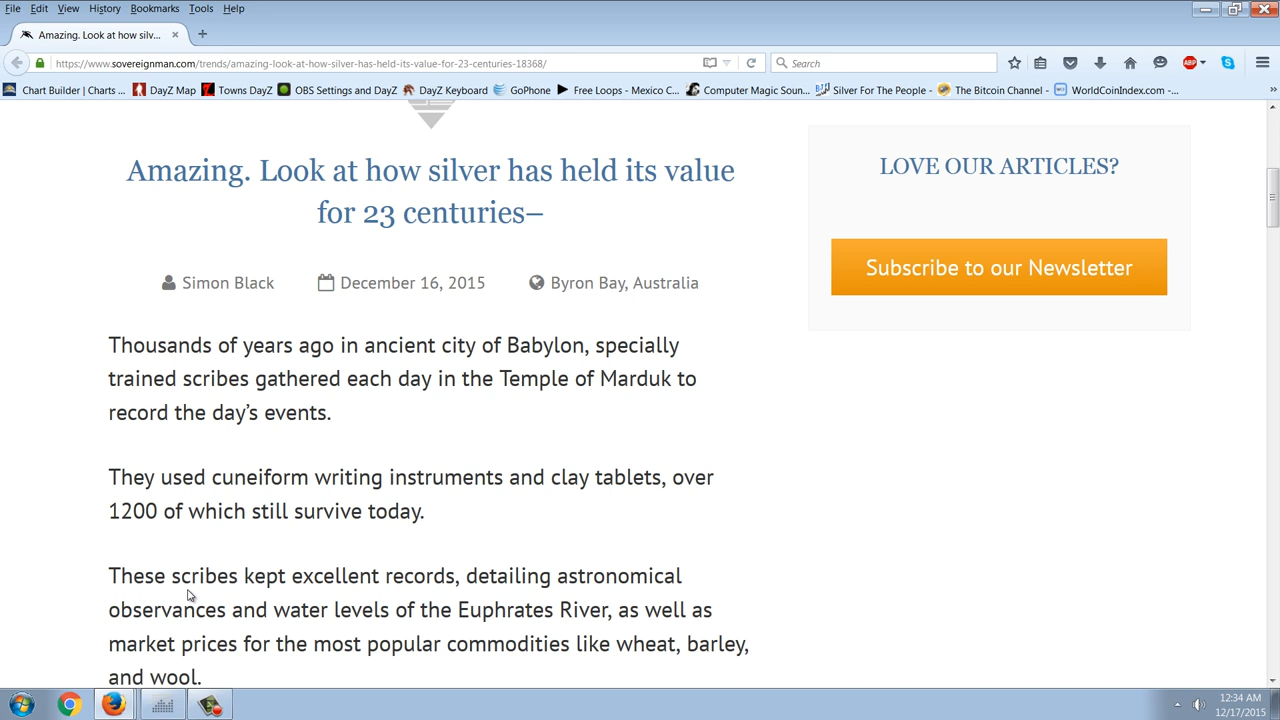 File Edit View History Bookmarks Tools Help
Amazing. Look at how silv...
https://www.sovereignman.com/trends/amazing-look-at-how-silver-has-held-its-value-for-23-centuries-18368/
Search
ABP
Chart Builder | Charts ... DayZ Map Towns DayZ OBS Settings and DayZ DayZ Keyboard GoPhone Free Loops - Mexico C... Computer Magic Soun... Silver For The People - The Bitcoin Channel - WorldCoinIndex.com -...
Amazing. Look at how silver has held its value
for 23 centuries–
Simon Black December 16, 2015 Byron Bay, Australia
LOVE OUR ARTICLES?
Subscribe to our Newsletter
Thousands of years ago in ancient city of Babylon, specially
trained scribes gathered each day in the Temple of Marduk to
record the day’s events.
They used cuneiform writing instruments and clay tablets, over
1200 of which still survive today.
These scribes kept excellent records, detailing astronomical
observances and water levels of the Euphrates River, as well as
market prices for the most popular commodities like wheat, barley,
and wool.
12:34 AM
12/17/2015